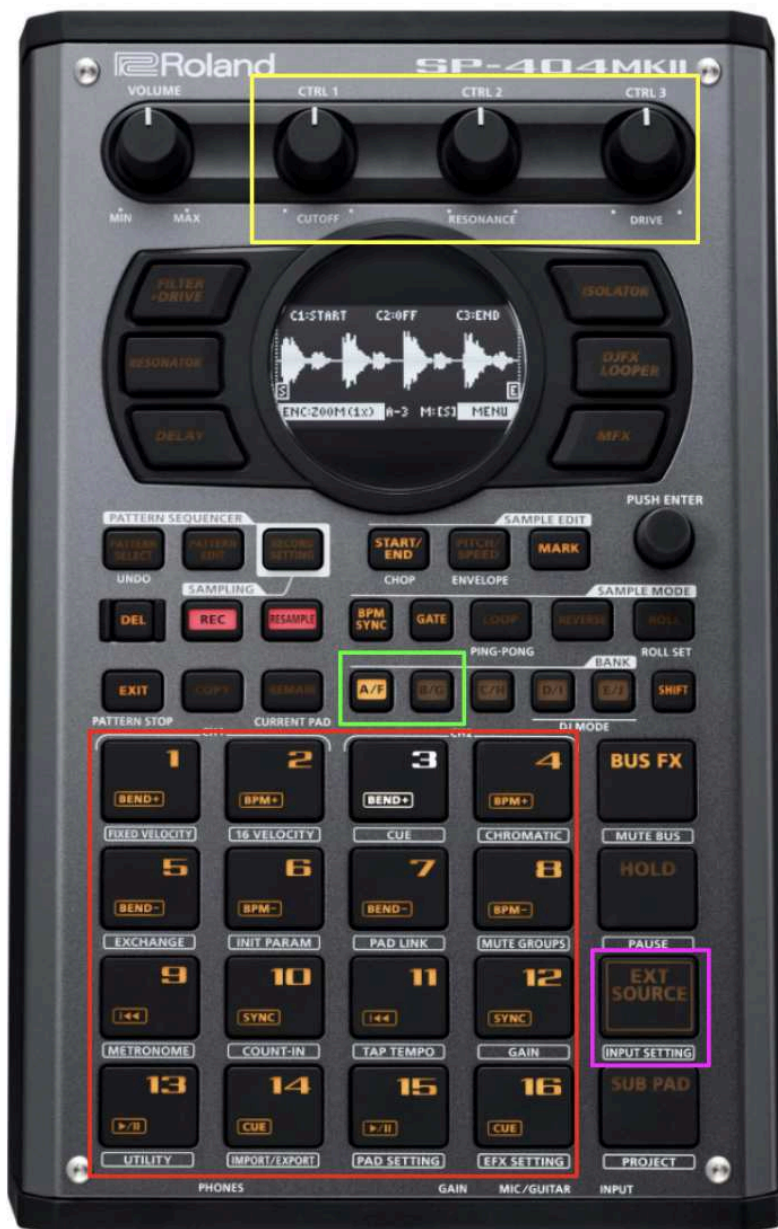 Roland
SP-404MKII
VOLUME CTRL 1 CTRL 2 CTRL 3
MIN MAX CUTOFF RESONANCE DRIVE
FILTER
+DRIVE
ISOLATOR
C1:START C2:OFF C3:END
RESONATOR
DJFX
LOOPER
S E
ENC:ZOOM(1x) A-3 M:[S] MENU
DELAY
MFX
PUSH ENTER
PATTERN SEQUENCER SAMPLE EDIT
PATTERN
SELECT
PATTERN
EDIT
RECORD
SETTING
START/
END
PITCH/
SPEED
MARK
UNDO CHOP ENVELOPE
SAMPLING SAMPLE MODE
DEL REC RESAMPLE BPM
SYNC
GATE LOOP REVERSE ROLL
PING-PONG ROLL SET
BANK
EXIT COPY REMAIN A/F B/G C/H D/I E/J SHIFT
PATTERN STOP CURRENT PAD DJ MODE
CH1 CH2
1 2 3 4 BUS FX
BEND+ BPM+ BEND+ BPM+
FIXED VELOCITY 16 VELOCITY CUE CHROMATIC MUTE BUS
5 6 7 8 HOLD
BEND- BPM- BEND- BPM-
EXCHANGE INIT PARAM PAD LINK MUTE GROUPS PAUSE
9 10 11 12 EXT
SOURCE
SYNC SYNC
METRONOME COUNT-IN TAP TEMPO GAIN INPUT SETTING
13 14 15 16 SUB PAD
CUE CUE
UTILITY IMPORT/EXPORT PAD SETTING EFX SETTING PROJECT
PHONES GAIN MIC/GUITAR INPUT